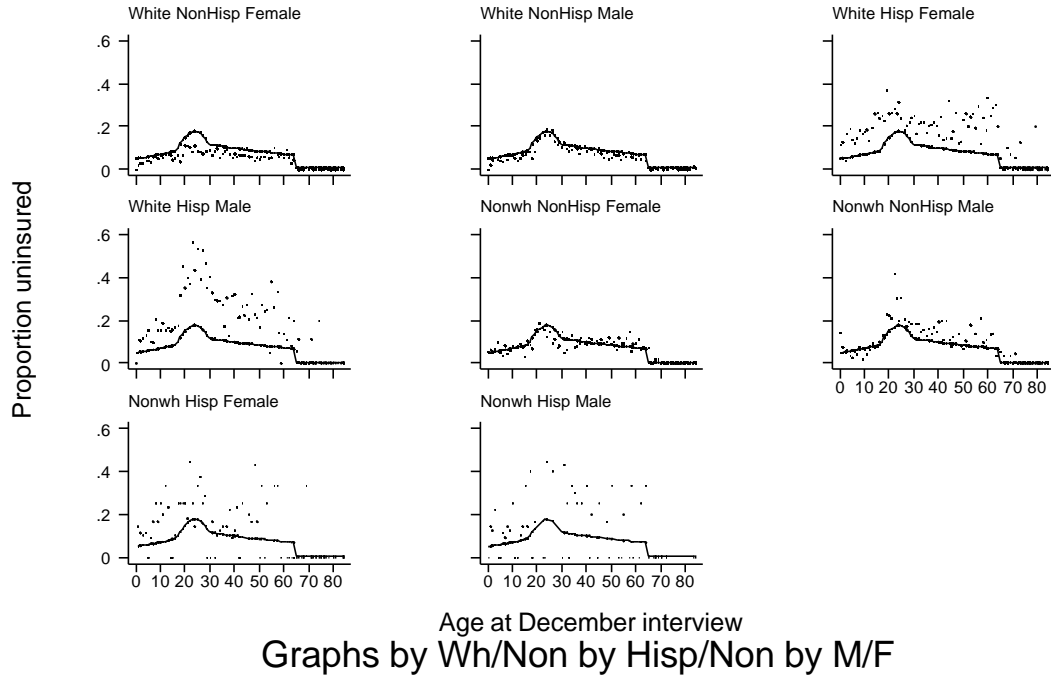 White NonHisp Female
White NonHisp Male
White Hisp Female
.6
.4
.2
0
White Hisp Male
Nonwh NonHisp Female
Nonwh NonHisp Male
.6
.4
.2
0
0 10 20 30 40 50 60 70 80
Nonwh Hisp Female
Nonwh Hisp Male
.6
.4
.2
0
0 10 20 30 40 50 60 70 80
0 10 20 30 40 50 60 70 80
Proportion uninsured
Age at December interview
Graphs by Wh/Non by Hisp/Non by M/F